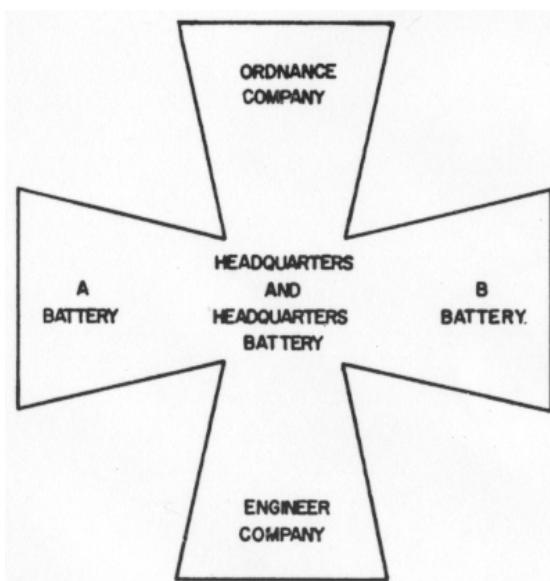 ORDNANCE
COMPANY
A
BATTERY
HEADQUARTERS
AND
HEADQUARTERS
BATTERY
B
BATTERY.
ENGINEER
COMPANY